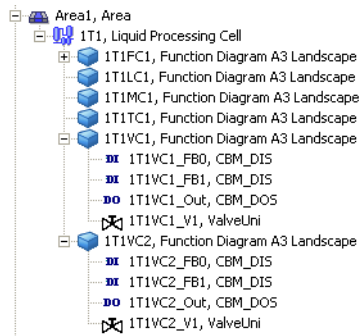 Area1, Area
1T1, Liquid Processing Cell
1T1FC1, Function Diagram A3 Landscape
1T1LC1, Function Diagram A3 Landscape
1T1MC1, Function Diagram A3 Landscape
1T1TC1, Function Diagram A3 Landscape
1T1VC1, Function Diagram A3 Landscape
DI 1T1VC1_FB0, CBM_DIS
DI 1T1VC1_FB1, CBM_DIS
DO 1T1VC1_Out, CBM_DOS
1T1VC1_V1, ValveUni
1T1VC2, Function Diagram A3 Landscape
DI 1T1VC2_FB0, CBM_DIS
DI 1T1VC2_FB1, CBM_DIS
DO 1T1VC2_Out, CBM_DOS
1T1VC2_V1, ValveUni